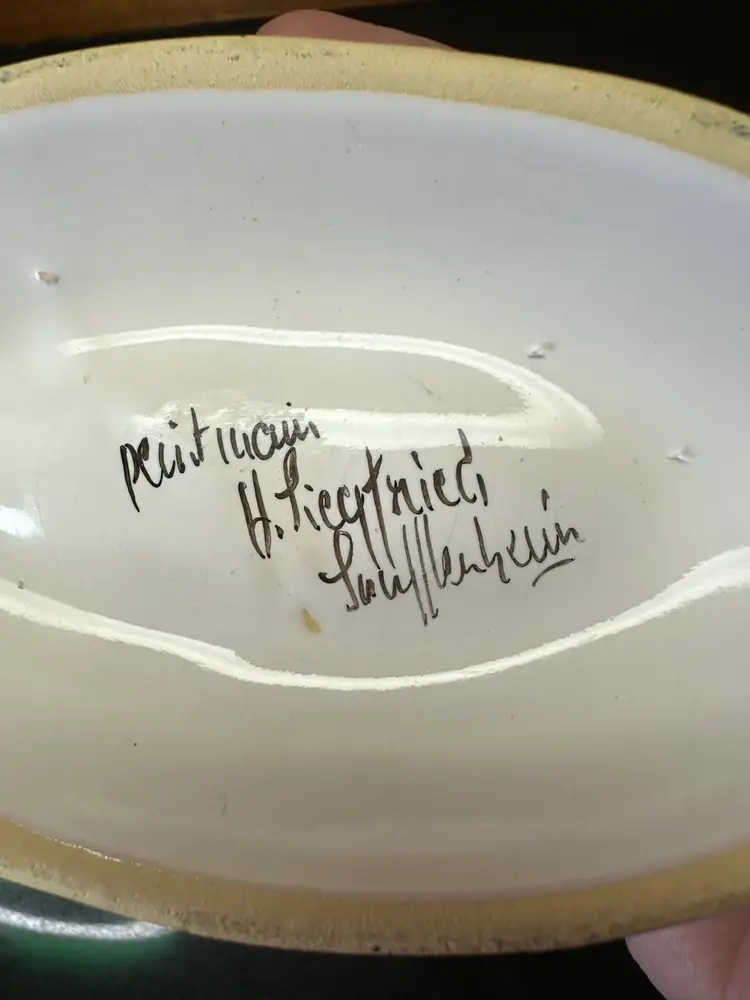 peint main
H. Siegfried
Soufflenheim